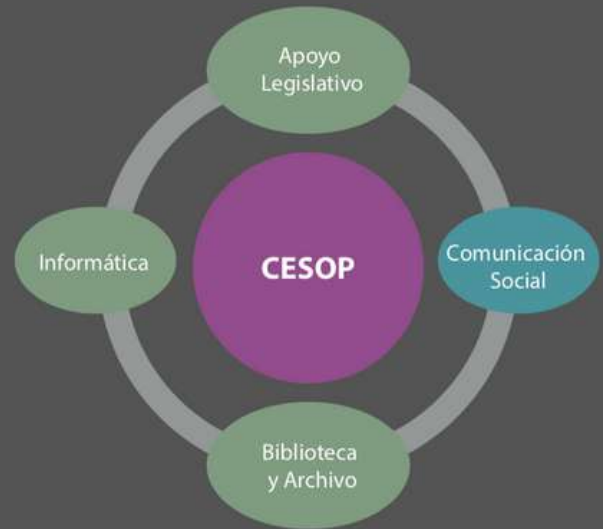 Apoyo
Legislativo
Informática
CESOP
Comunicación
Social
Biblioteca
y Archivo